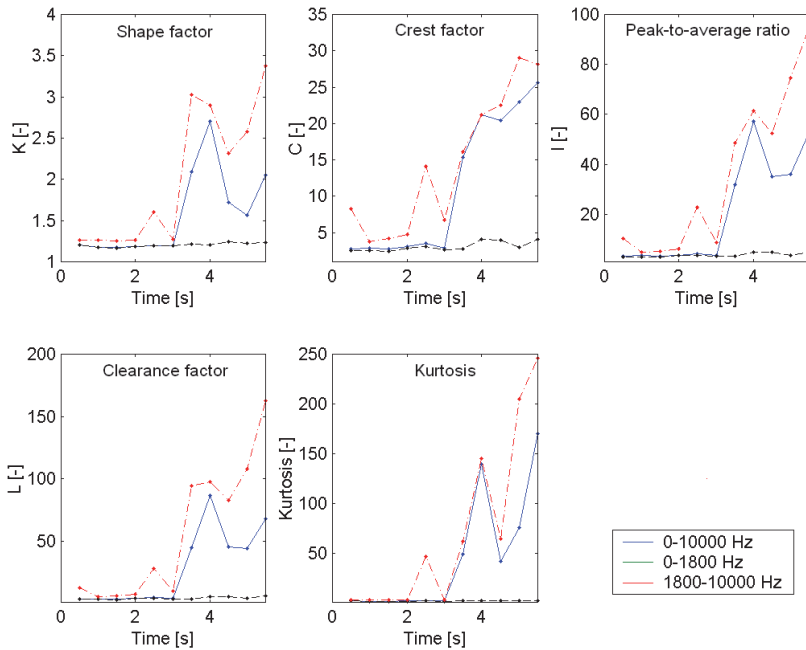 Shape factor
4
3.5
3
2.5
2
1.5
1
K [-]
0
2
4
Time [s]
Crest factor
35
30
25
20
15
10
5
C [-]
0
2
4
Time [s]
Peak-to-average ratio
100
80
60
40
20
I [-]
0
2
4
Time [s]
Clearance factor
200
150
100
50
L [-]
0
2
4
Time [s]
Kurtosis
250
200
150
100
50
Kurtosis [-]
0
2
4
Time [s]
0-10000 Hz
0-1800 Hz
1800-10000 Hz